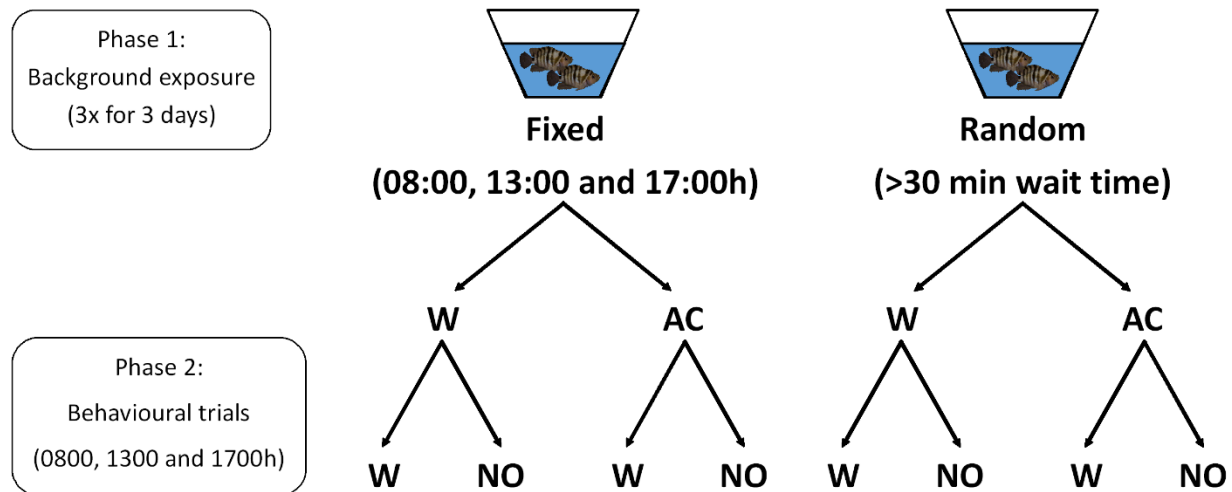 Phase 1:
Background exposure
(3x for 3 days)
Fixed
(08:00, 13:00 and 17:00h)
Random
(>30 min wait time)
W
AC
W
AC
Phase 2:
Behavioural trials
(0800, 1300 and 1700h)
W
NO
W
NO
W
NO
W
NO